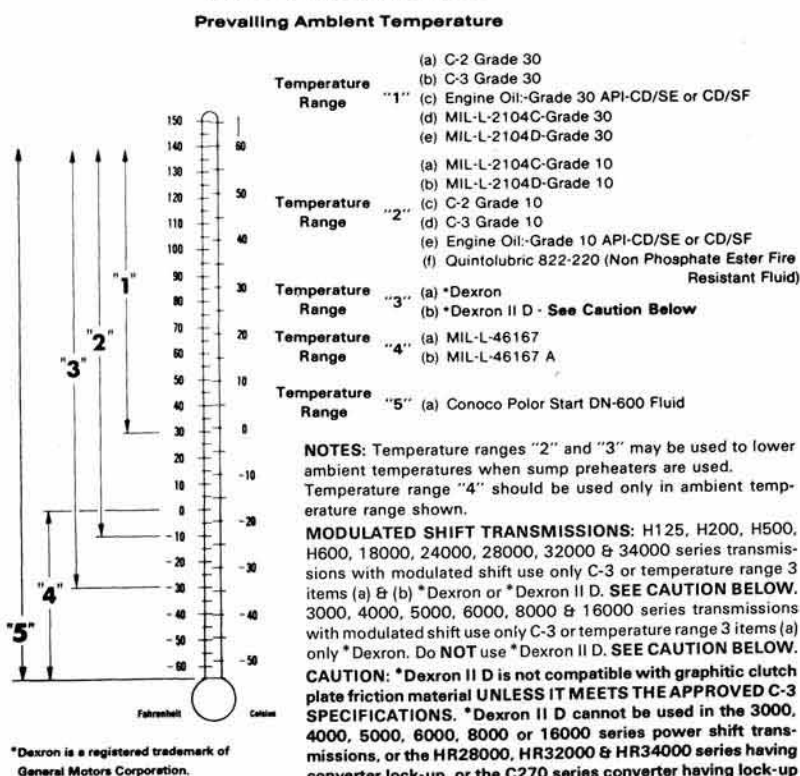 Prevailing Ambient Temperature
Temperature Range "1"
(a) C-2 Grade 30
(b) C-3 Grade 30
(c) Engine Oil:-Grade 30 API-CD/SE or CD/SF
(d) MIL-L-2104C-Grade 30
(e) MIL-L-2104D-Grade 30
Temperature Range "2"
(a) MIL-L-2104C-Grade 10
(b) MIL-L-2104D-Grade 10
(c) C-2 Grade 10
(d) C-3 Grade 10
(e) Engine Oil:-Grade 10 API-CD/SE or CD/SF
(f) Quintolubric 822-220 (Non Phosphate Ester Fire
Resistant Fluid)
Temperature Range "3"
(a) *Dexron
(b) *Dexron II D - See Caution Below
Temperature Range "4"
(a) MIL-L-46167
(b) MIL-L-46167 A
Temperature Range "5" (a) Conoco Polor Start DN-600 Fluid
150
140 60
130
120 50
110
100 40
90
80 30
70
60 20
50 10
40
30 0
20
10 -10
0
-10 -20
-20
-30 -30
-40 -40
-50
-60 -50
"1"
"2"
"3"
"4"
"5"
Fahrenheit Celsius
*Dexron is a registered trademark of
General Motors Corporation.
NOTES: Temperature ranges "2" and "3" may be used to lower
ambient temperatures when sump preheaters are used.
Temperature range "4" should be used only in ambient temp-
erature range shown.
MODULATED SHIFT TRANSMISSIONS: H125, H200, H500,
H600, 18000, 24000, 28000, 32000 & 34000 series transmis-
sions with modulated shift use only C-3 or temperature range 3
items (a) & (b) *Dexron or *Dexron II D. SEE CAUTION BELOW.
3000, 4000, 5000, 6000, 8000 & 16000 series transmissions
with modulated shift use only C-3 or temperature range 3 items (a)
only *Dexron. Do NOT use *Dexron II D. SEE CAUTION BELOW.
CAUTION: *Dexron II D is not compatible with graphitic clutch
plate friction material UNLESS IT MEETS THE APPROVED C-3
SPECIFICATIONS. *Dexron II D cannot be used in the 3000,
4000, 5000, 6000, 8000 or 16000 series power shift trans-
missions, or the HR28000, HR32000 & HR34000 series having
converter lock-up, or the C270 series converter having lock-up